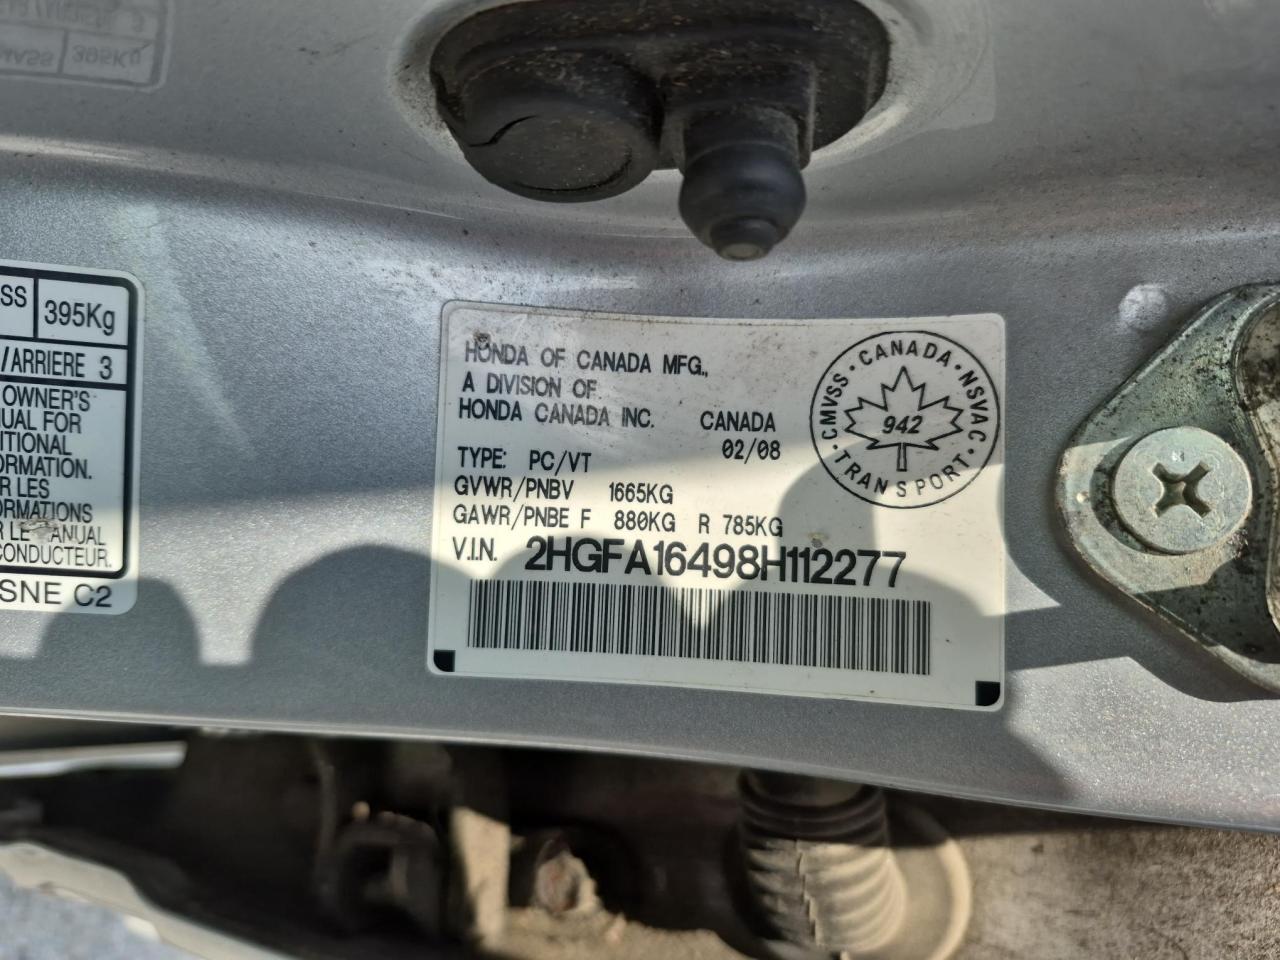 SS
395Kg
/ARRIERE 3
OWNER'S
UAL FOR
ITIONAL
ORMATION.
R LES
ORMATIONS
CONDUCTEUR.
SNE C2
HONDA OF CANADA MFG.,
A DIVISION OF
HONDA CANADA INC. CANADA
02/08
TYPE: PC/VT
GVWR/PNBV 1665KG
GAWR/PNBE F 880KG R 785KG
V.I.N. 2HGFA16498H112277
CMVSS · CANADA · NSVAC · TRANSPORT ·
942